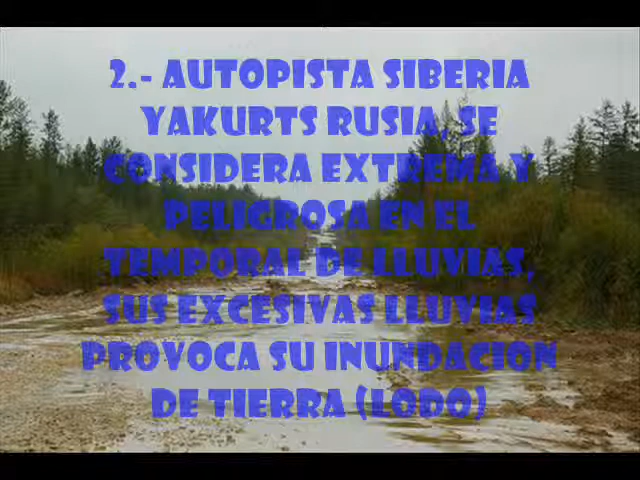 2.- AUTOPISTA SIBERIA
YAKURTS RUSIA, SE
CONSIDERA EXTREMA Y
PELIGROSA EN EL
TEMPORAL DE LLUVIAS,
SUS EXCESIVAS LLUVIAS
PROVOCA SU INUNDACION
DE TIERRA (LODO)